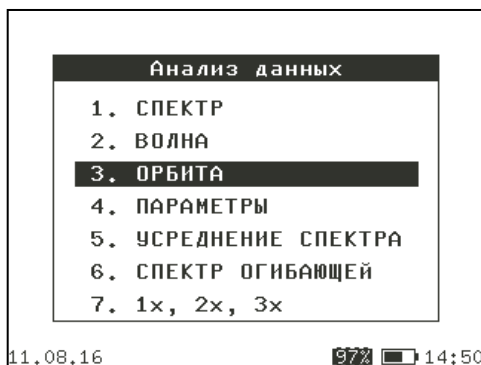 Анализ данных
1. СПЕКТР
2. ВОЛНА
3. ОРБИТА
4. ПАРАМЕТРЫ
5. УСРЕДНЕНИЕ СПЕКТРА
6. СПЕКТР ОГИБАЮЩЕЙ
7. 1x, 2x, 3x
11.08.16 97% 14:50